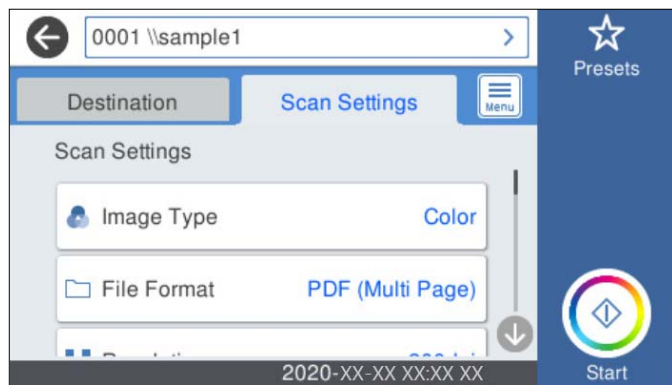 0001 \\sample1
Presets
Destination
Scan Settings
Menu
Scan Settings
Image Type
Color
File Format
PDF (Multi Page)
2020-XX-XX XX:XX XX
Start